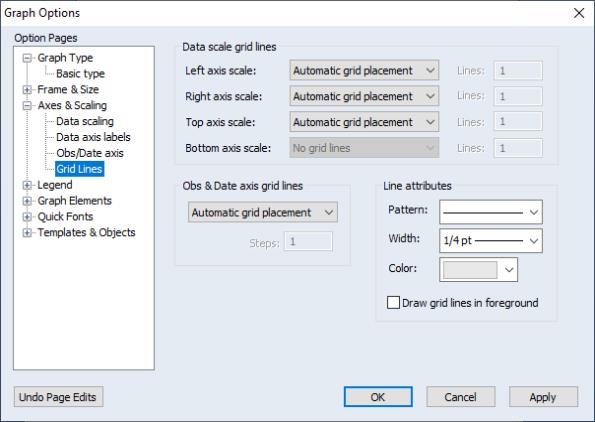 Graph Options
Option Pages
Graph Type
Basic type
Frame & Size
Axes & Scaling
Data scaling
Data axis labels
Obs/Date axis
Grid Lines
Legend
Graph Elements
Quick Fonts
Templates & Objects
Data scale grid lines
Left axis scale: Automatic grid placement Lines: 1
Right axis scale: Automatic grid placement Lines: 1
Top axis scale: Automatic grid placement Lines: 1
Bottom axis scale: No grid lines Lines: 1
Obs & Date axis grid lines
Automatic grid placement
Steps: 1
Line attributes
Pattern:
Width: 1/4 pt
Color:
Draw grid lines in foreground
Undo Page Edits
OK
Cancel
Apply